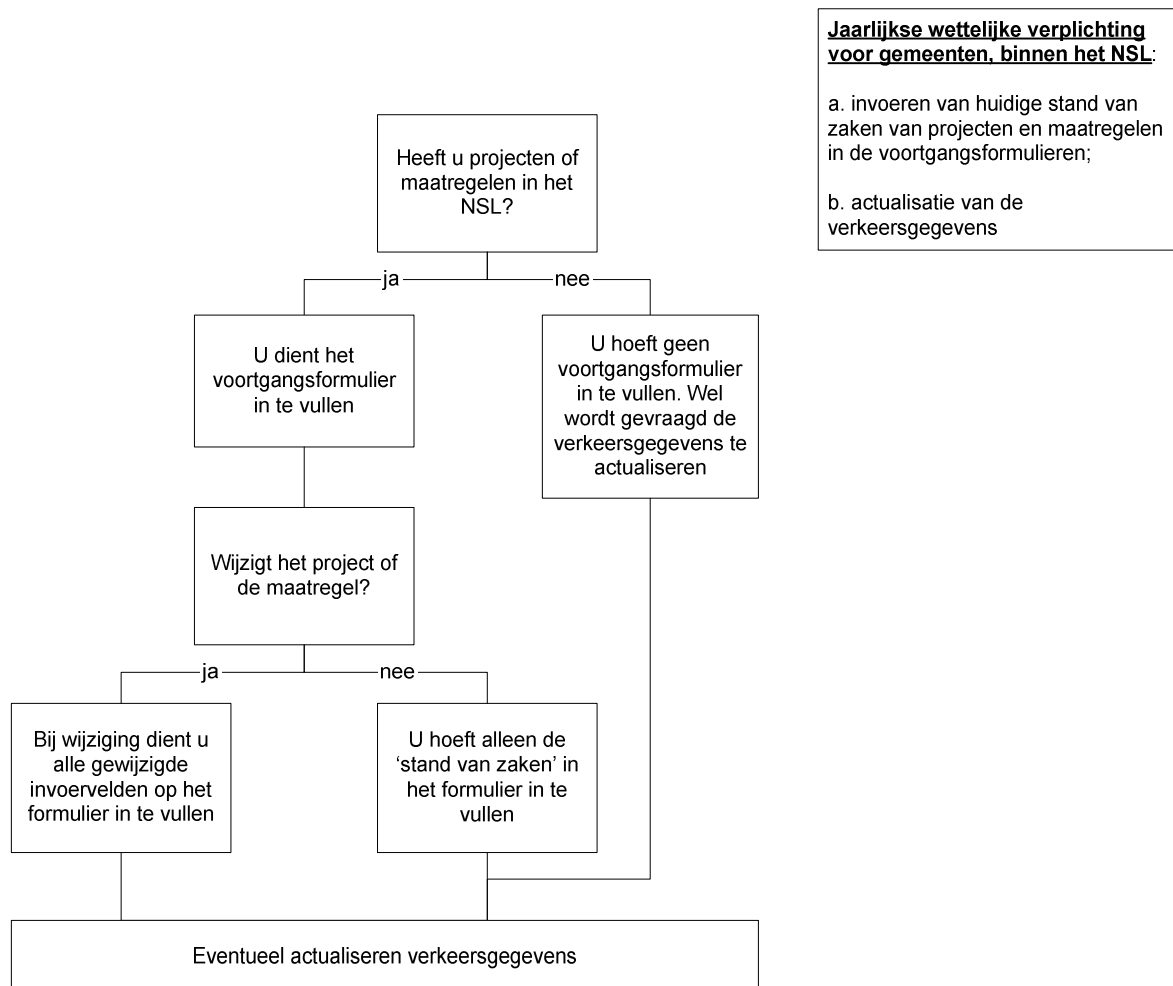 Jaarlijkse wettelijke verplichting
voor gemeenten, binnen het NSL:
a. invoeren van huidige stand van
zaken van projecten en maatregelen
in de voortgangsformulieren;
b. actualisatie van de
verkeersgegevens
Heeft u projecten of
maatregelen in het
NSL?
ja
nee
U dient het
voortgangsformulier
in te vullen
U hoeft geen
voortgangsformulier
in te vullen. Wel
wordt gevraagd de
verkeersgegevens te
actualiseren
Wijzigt het project of
de maatregel?
ja
nee
Bij wijziging dient u
alle gewijzigde
invoervelden op het
formulier in te vullen
U hoeft alleen de
‘stand van zaken’ in
het formulier in te
vullen
Eventueel actualiseren verkeersgegevens